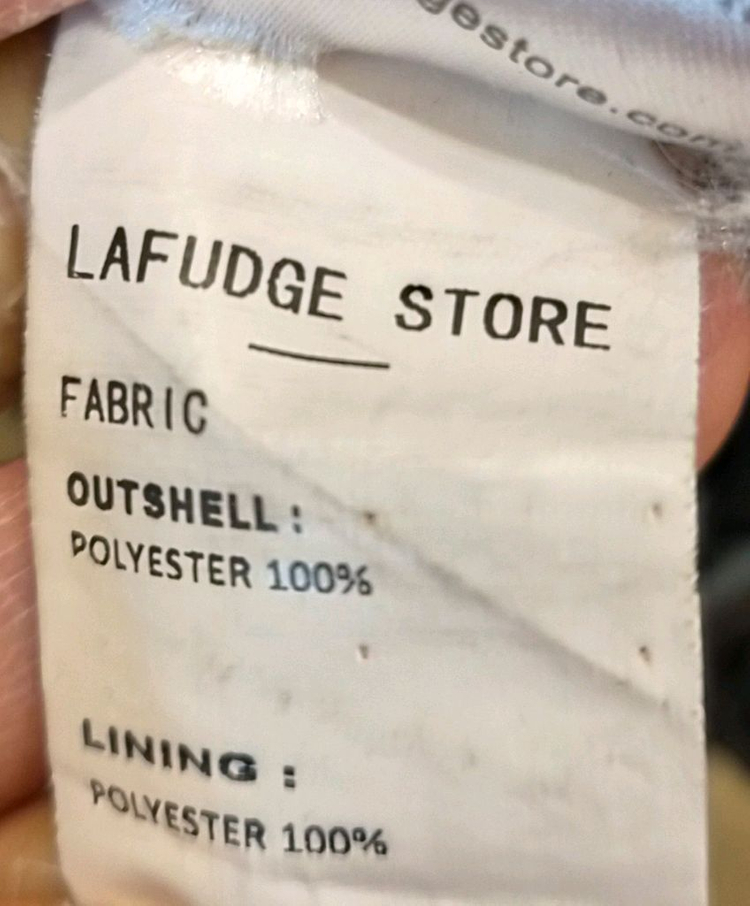 gestore.com
LAFUDGE STORE
FABRIC
OUTSHELL :
POLYESTER 100%
LINING :
POLYESTER 100%